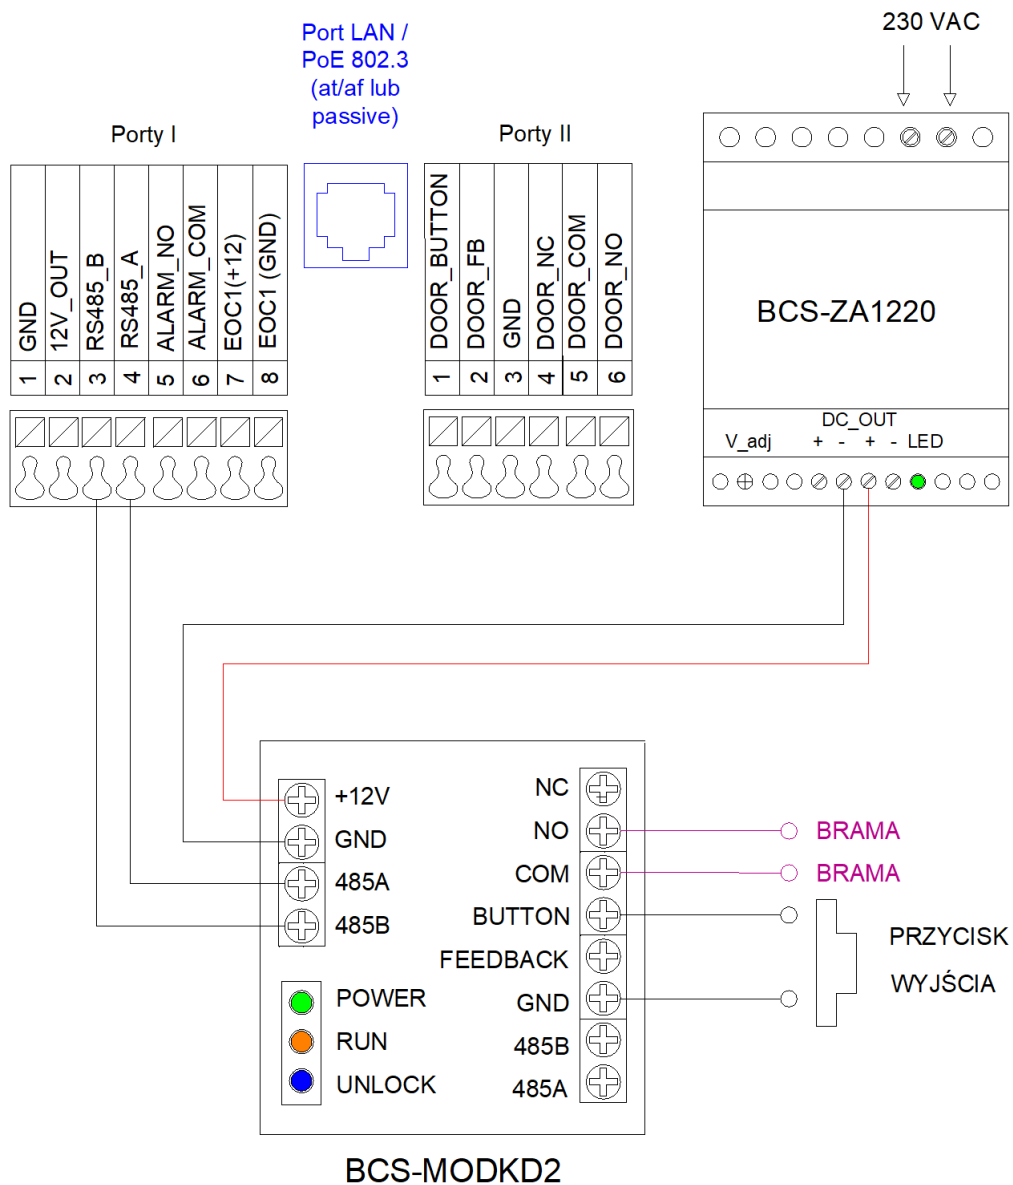 Port LAN /
PoE 802.3
(at/af lub
passive)
230 VAC
Porty I
Porty II
GND
12V_OUT
RS485_B
RS485_A
ALARM_NO
ALARM_COM
EOC1(+12)
EOC1 (GND)
1 2 3 4 5 6 7 8
DOOR_BUTTON
DOOR_FB
GND
DOOR_NC
DOOR_COM
DOOR_NO
1 2 3 4 5 6
BCS-ZA1220
DC_OUT
V_adj + - + - LED
+12V
GND
485A
485B
POWER
RUN
UNLOCK
NC
NO
COM
BUTTON
FEEDBACK
GND
485B
485A
BRAMA
BRAMA
PRZYCISK
WYJŚCIA
BCS-MODKD2